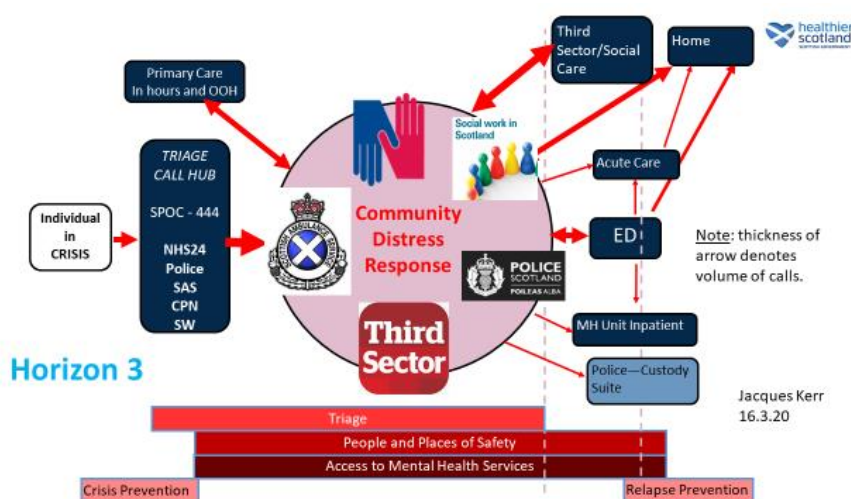 healthier
scotland
SCOTTISH GOVERNMENT
Third
Sector/Social
Care
Home
Primary Care
In hours and OOH
Social work in
Scotland
TRIAGE
CALL HUB
SPOC - 444
NHS24
Police
SAS
CPN
SW
Individual
in
CRISIS
Community
Distress
Response
Acute Care
ED
Note: thickness of
arrow denotes
volume of calls.
POLICE
SCOTLAND
POILEAS ALBA
Third
Sector
MH Unit Inpatient
Police—Custody
Suite
Horizon 3
Jacques Kerr
16.3.20
Triage
People and Places of Safety
Access to Mental Health Services
Crisis Prevention
Relapse Prevention